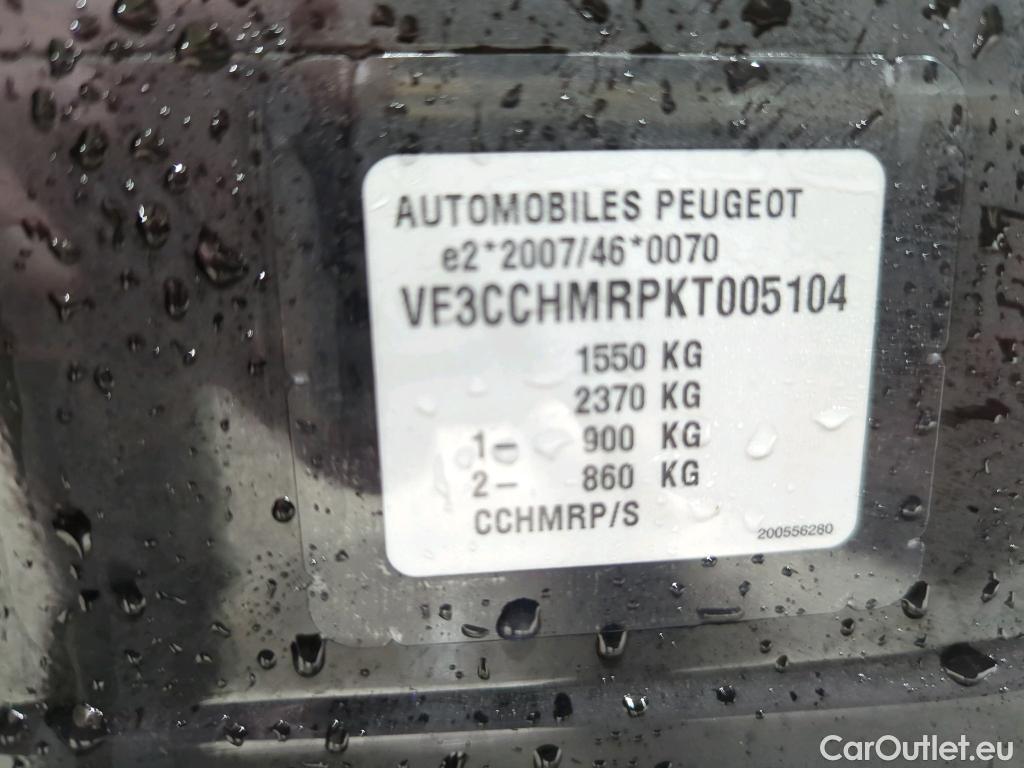 AUTOMOBILES PEUGEOT
e2*2007/46*0070
VF3CCHMRPKT005104
1550 KG
2370 KG
1– 900 KG
2– 860 KG
CCHMRP/S
200556280
CarOutlet.eu